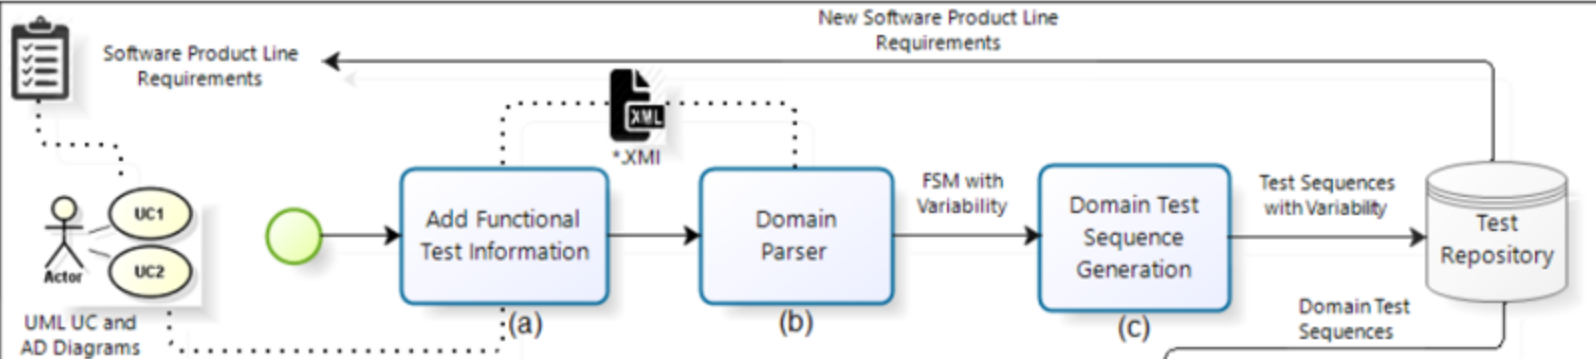 New Software Product Line
Requirements
Software Product Line
Requirements
XML
*.XMI
UC1
UC2
Actor
UML UC and
AD Diagrams
Add Functional
Test Information
(a)
Domain
Parser
(b)
FSM with
Variability
Domain Test
Sequence
Generation
(c)
Test Sequences
with Variability
Test
Repository
Domain Test
Sequences